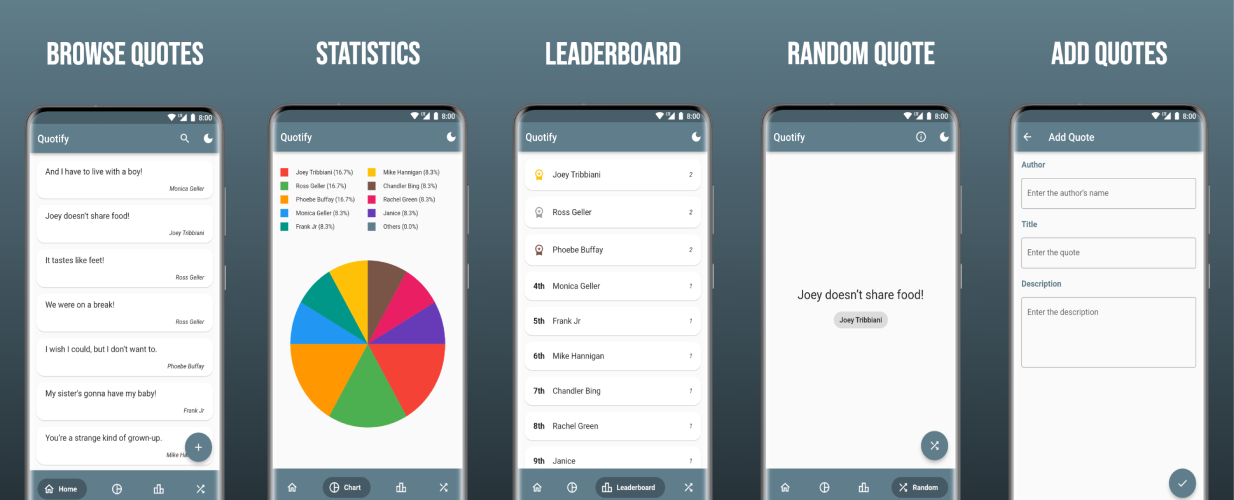 BROWSE QUOTES
8:00
Quotify
And I have to live with a boy!
Monica Geller
Joey doesn't share food!
Joey Tribbiani
It tastes like feet!
Ross Geller
We were on a break!
Ross Geller
I wish I could, but I don't want to.
Phoebe Buffay
My sister's gonna have my baby!
Frank Jr
You're a strange kind of grown-up.
Mike
Home
STATISTICS
8:00
Quotify
Joey Tribbiani (16.7%)
Ross Geller (16.7%)
Phoebe Buffay (16.7%)
Monica Geller (8.3%)
Frank Jr (8.3%)
Mike Hannigan (8.3%)
Chandler Bing (8.3%)
Rachel Green (8.3%)
Janice (8.3%)
Others (0.0%)
Chart
LEADERBOARD
8:00
Quotify
Joey Tribbiani 2
Ross Geller 2
Phoebe Buffay 2
4th Monica Geller 1
5th Frank Jr 1
6th Mike Hannigan 1
7th Chandler Bing 1
8th Rachel Green 1
9th Janice 1
Leaderboard
RANDOM QUOTE
8:00
Quotify
Joey doesn't share food!
Joey Tribbiani
Random
ADD QUOTES
8:00
Add Quote
Author
Enter the author's name
Title
Enter the quote
Description
Enter the description